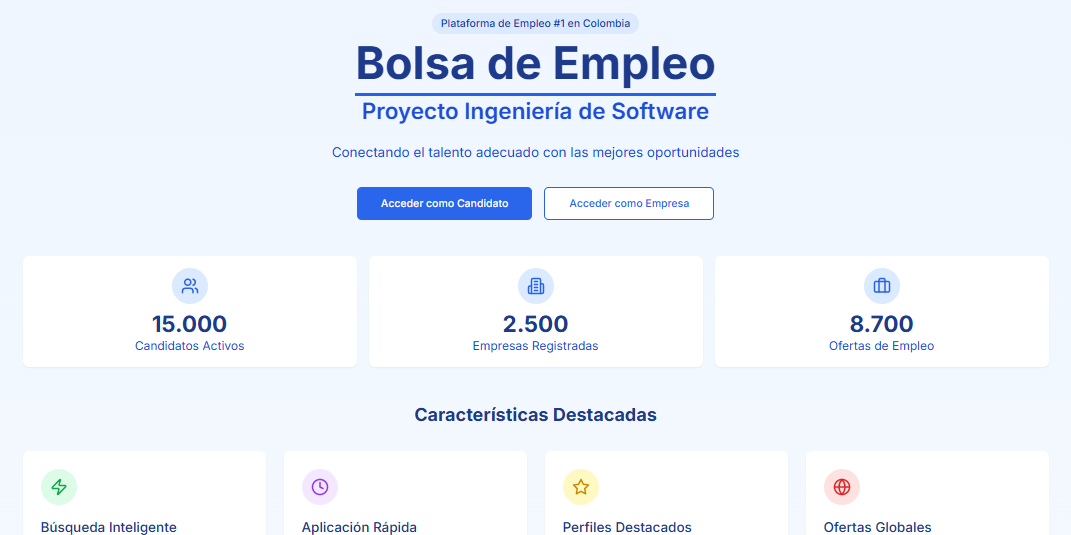 Plataforma de Empleo #1 en Colombia
Bolsa de Empleo
Proyecto Ingeniería de Software
Conectando el talento adecuado con las mejores oportunidades
Acceder como Candidato
Acceder como Empresa
15.000
Candidatos Activos
2.500
Empresas Registradas
8.700
Ofertas de Empleo
Características Destacadas
Búsqueda Inteligente
Aplicación Rápida
Perfiles Destacados
Ofertas Globales